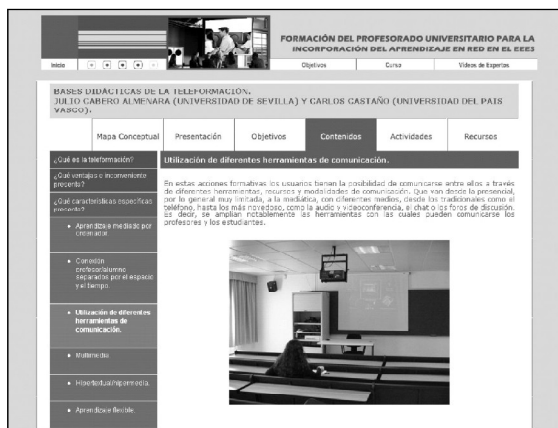 FORMACIÓN DEL PROFESORADO UNIVERSITARIO PARA LA
INCORPORACIÓN DEL APRENDIZAJE EN RED EN EL EEES
Inicio
Objetivos
Curso
Videos de Expertos
BASES DIDÁCTICAS DE LA TELEFORMACIÓN.
JULIO CABERO ALMENARA (UNIVERSIDAD DE SEVILLA) Y CARLOS CASTAÑO (UNIVERSIDAD DEL PAIS
VASCO).
Mapa Conceptual
Presentación
Objetivos
Contenidos
Actividades
Recursos
¿Qué es la teleformación?
¿Qué ventajas e inconveniente
presenta?
¿Qué características específicas
presenta?
Aprendizaje mediado por
ordenador.
Conexión
profesor/alumno
separados por el espacio
y el tiempo.
Utilización de diferentes
herramientas de
comunicación.
Multimedia.
Hipertextual/hipermedia.
Aprendizaje flexible.
Utilización de diferentes herramientas de comunicación.
En estas acciones formativas los usuarios tienen la posibilidad de comunicarse entre ellos a través
de diferentes herramientas, recursos y modalidades de comunicación. Que van desde la presencial,
por lo general muy limitada, a la mediática, con diferentes medios, desde los tradicionales como el
teléfono, hasta los más novedoso, como la audio y videoconferencia, el chat o los foros de discusión.
Es decir, se amplían notablemente las herramientas con las cuales pueden comunicarse los
profesores y los estudiantes.